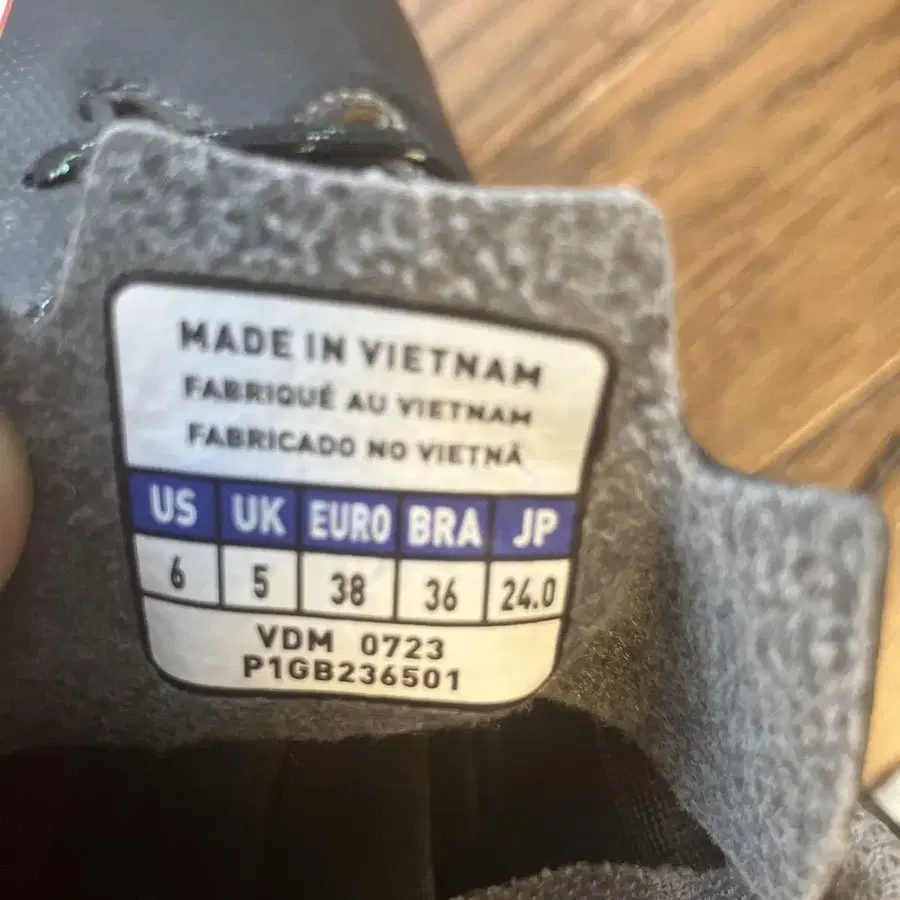 MADE IN VIETNAM
FABRIQUÉ AU VIETNAM
FABRICADO NO VIETNÃ
US UK EURO BRA JP
6 5 38 36 24.0
VDM 0723
P1GB236501